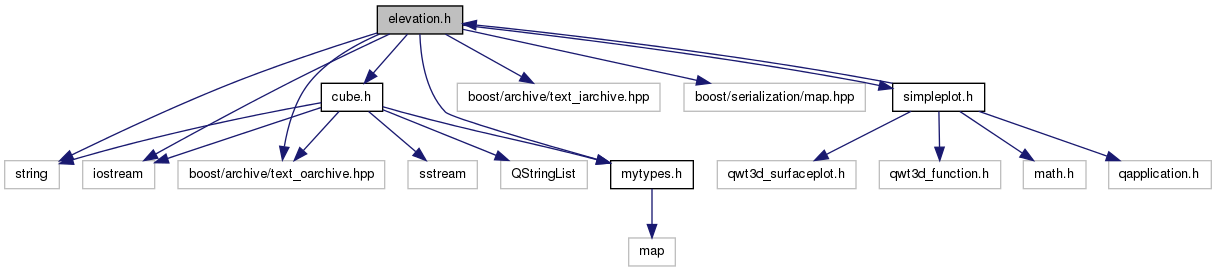 elevation.h
cube.h
boost/archive/text_iarchive.hpp
boost/serialization/map.hpp
simpleplot.h
string
iostream
boost/archive/text_oarchive.hpp
sstream
QStringList
mytypes.h
qwt3d_surfaceplot.h
qwt3d_function.h
math.h
qapplication.h
map